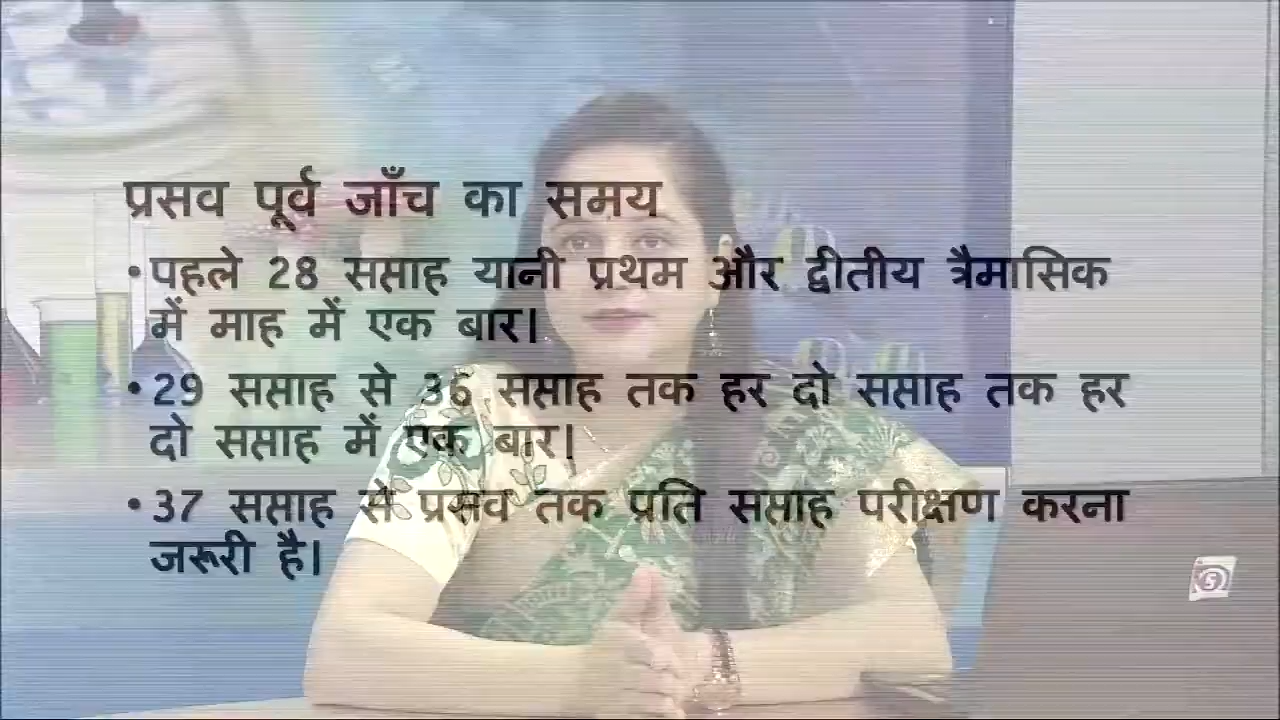 प्रसव पूर्व जाँच का समय
•पहले 28 सप्ताह यानी प्रथम और द्वीतीय त्रैमासिक
में माह में एक बार।
•29 सप्ताह से 36 सप्ताह तक हर दो सप्ताह तक हर
दो सप्ताह में एक बार।
•37 सप्ताह से प्रसव तक प्रति सप्ताह परीक्षण करना
जरूरी है।